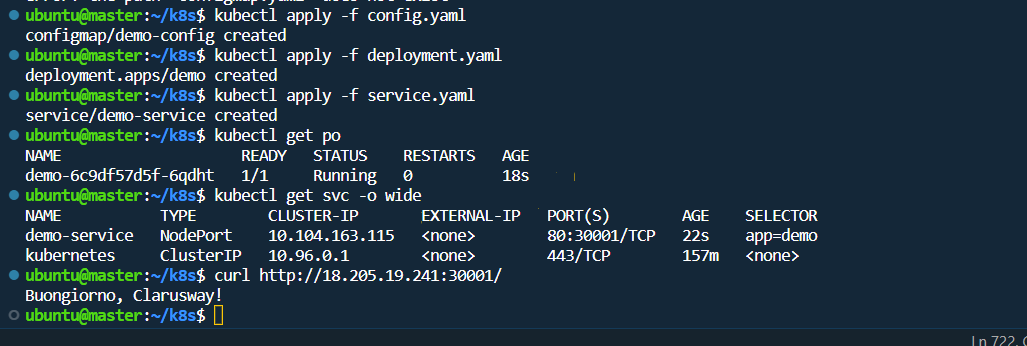 ubuntu@master:~/k8s$ kubectl apply -f config.yaml
configmap/demo-config created
ubuntu@master:~/k8s$ kubectl apply -f deployment.yaml
deployment.apps/demo created
ubuntu@master:~/k8s$ kubectl apply -f service.yaml
service/demo-service created
ubuntu@master:~/k8s$ kubectl get po
NAME                    READY   STATUS    RESTARTS   AGE
demo-6c9df57d5f-6qdht   1/1     Running   0          18s
ubuntu@master:~/k8s$ kubectl get svc -o wide
NAME           TYPE        CLUSTER-IP       EXTERNAL-IP   PORT(S)        AGE    SELECTOR
demo-service   NodePort    10.104.163.115   <none>        80:30001/TCP   22s    app=demo
kubernetes     ClusterIP   10.96.0.1        <none>        443/TCP        157m   <none>
ubuntu@master:~/k8s$ curl http://18.205.19.241:30001/
Buongiorno, Clarusway!
ubuntu@master:~/k8s$
Ln 722,